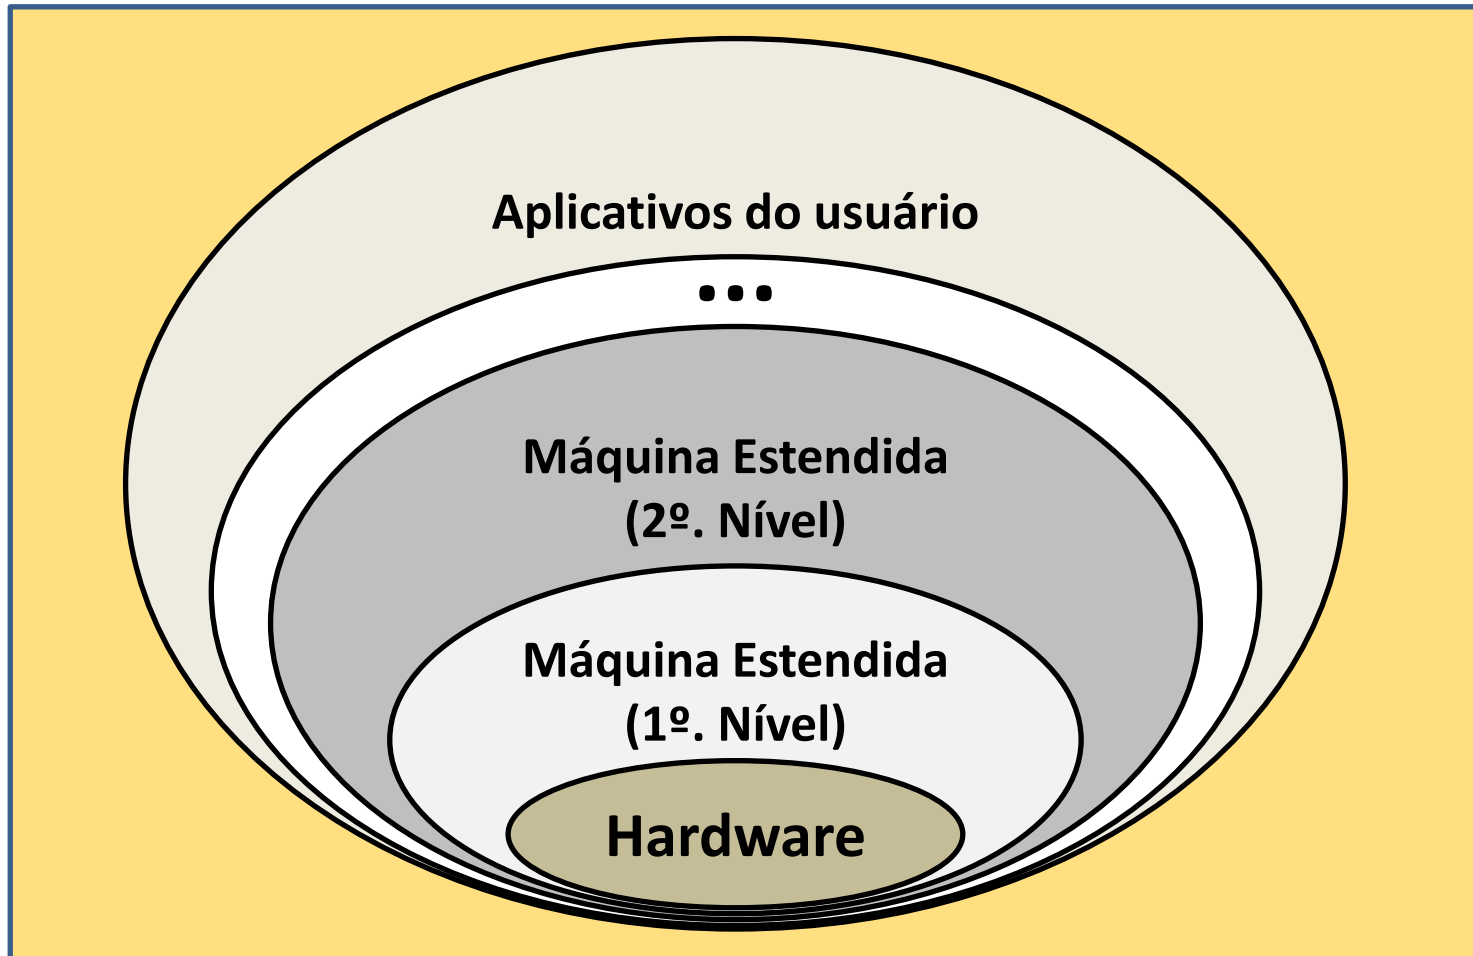 Aplicativos do usuário
...
Máquina Estendida
(2º. Nível)
Máquina Estendida
(1º. Nível)
Hardware